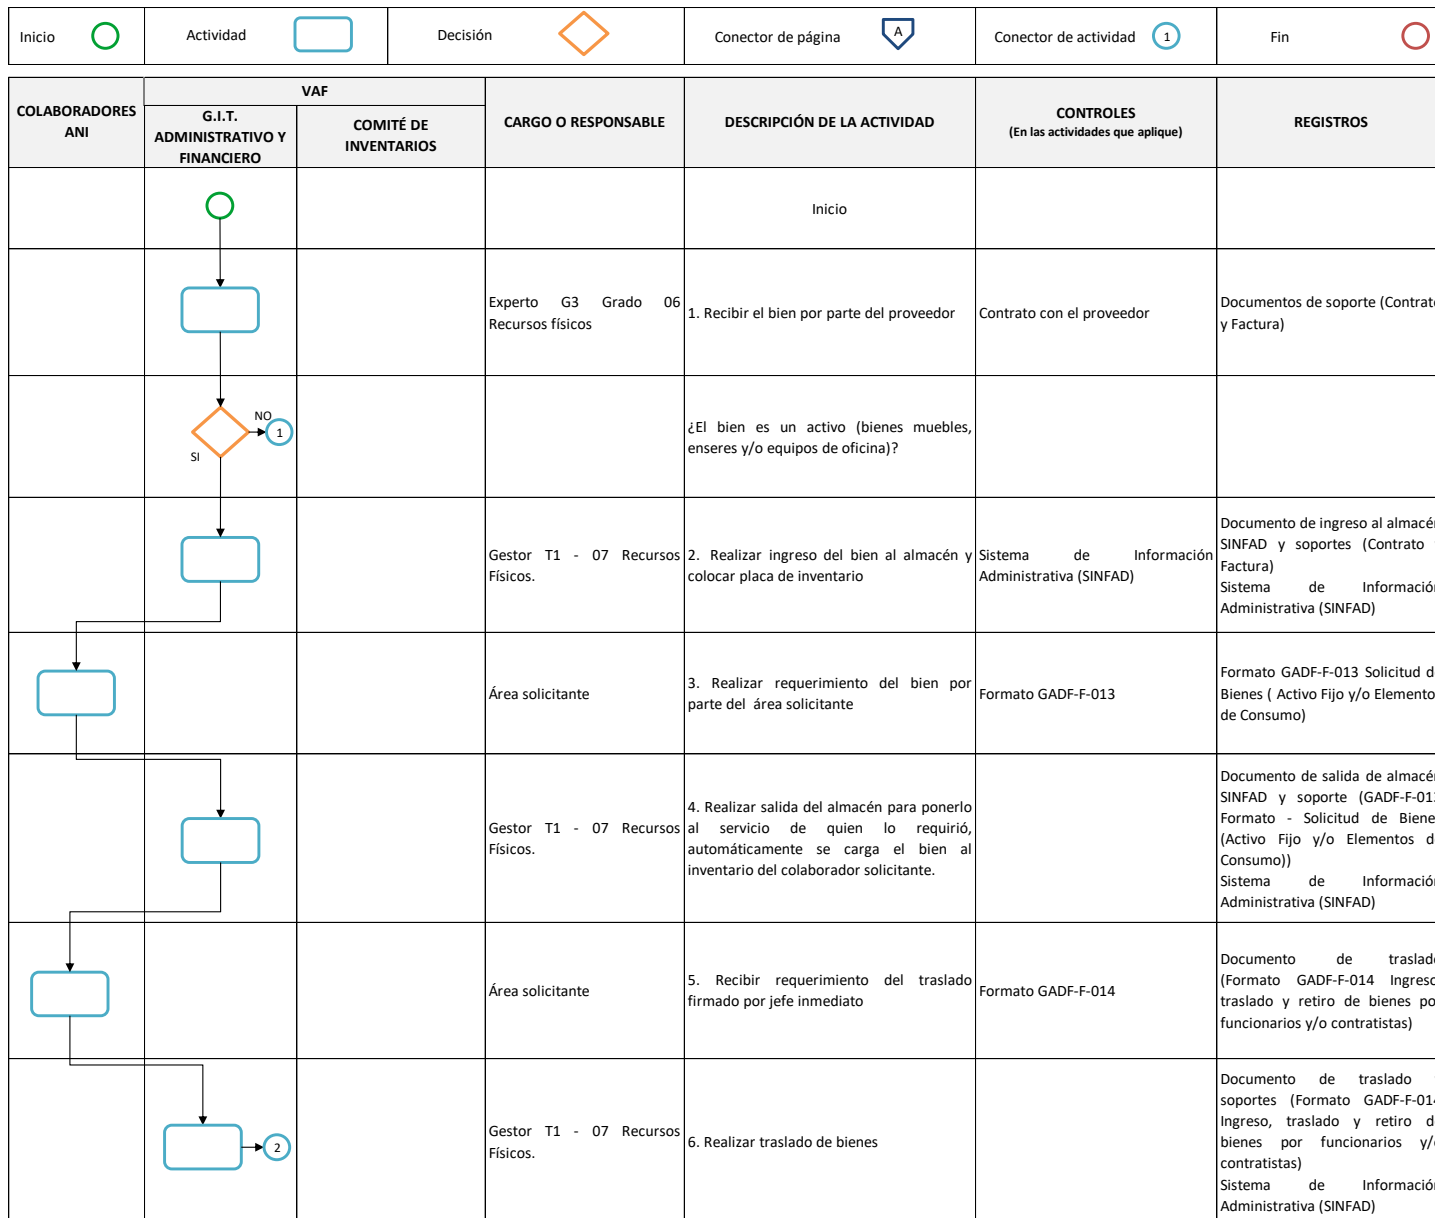 Inicio
Actividad
Decisión
Conector de página
A
Conector de actividad
1
Fin
COLABORADORES
ANI
VAF
G.I.T.
ADMINISTRATIVO Y
FINANCIERO
COMITÉ DE
INVENTARIOS
CARGO O RESPONSABLE
DESCRIPCIÓN DE LA ACTIVIDAD
CONTROLES
(En las actividades que aplique)
REGISTROS
Inicio
Experto G3 Grado 06
Recursos físicos
1. Recibir el bien por parte del proveedor
Contrato con el proveedor
Documentos de soporte (Contrato
y Factura)
NO
1
SI
¿El bien es un activo (bienes muebles,
enseres y/o equipos de oficina)?
Gestor T1 - 07 Recursos
Físicos.
2. Realizar ingreso del bien al almacén y
colocar placa de inventario
Sistema de Información
Administrativa (SINFAD)
Documento de ingreso al almacén
SINFAD y soportes (Contrato
Factura)
Sistema de Información
Administrativa (SINFAD)
Área solicitante
3. Realizar requerimiento del bien por
parte del área solicitante
Formato GADF-F-013
Formato GADF-F-013 Solicitud d
Bienes ( Activo Fijo y/o Elemento
de Consumo)
Gestor T1 - 07 Recursos
Físicos.
4. Realizar salida del almacén para ponerlo
al servicio de quien lo requirió,
automáticamente se carga el bien al
inventario del colaborador solicitante.
Documento de salida de almacén
SINFAD y soporte (GADF-F-013
Formato - Solicitud de Biene
(Activo Fijo y/o Elementos d
Consumo))
Sistema de Información
Administrativa (SINFAD)
Área solicitante
5. Recibir requerimiento del traslado
firmado por jefe inmediato
Formato GADF-F-014
Documento de traslado
(Formato GADF-F-014 Ingreso
traslado y retiro de bienes po
funcionarios y/o contratistas)
2
Gestor T1 - 07 Recursos
Físicos.
6. Realizar traslado de bienes
Documento de traslado
soportes (Formato GADF-F-014
Ingreso, traslado y retiro d
bienes por funcionarios y/o
contratistas)
Sistema de Información
Administrativa (SINFAD)